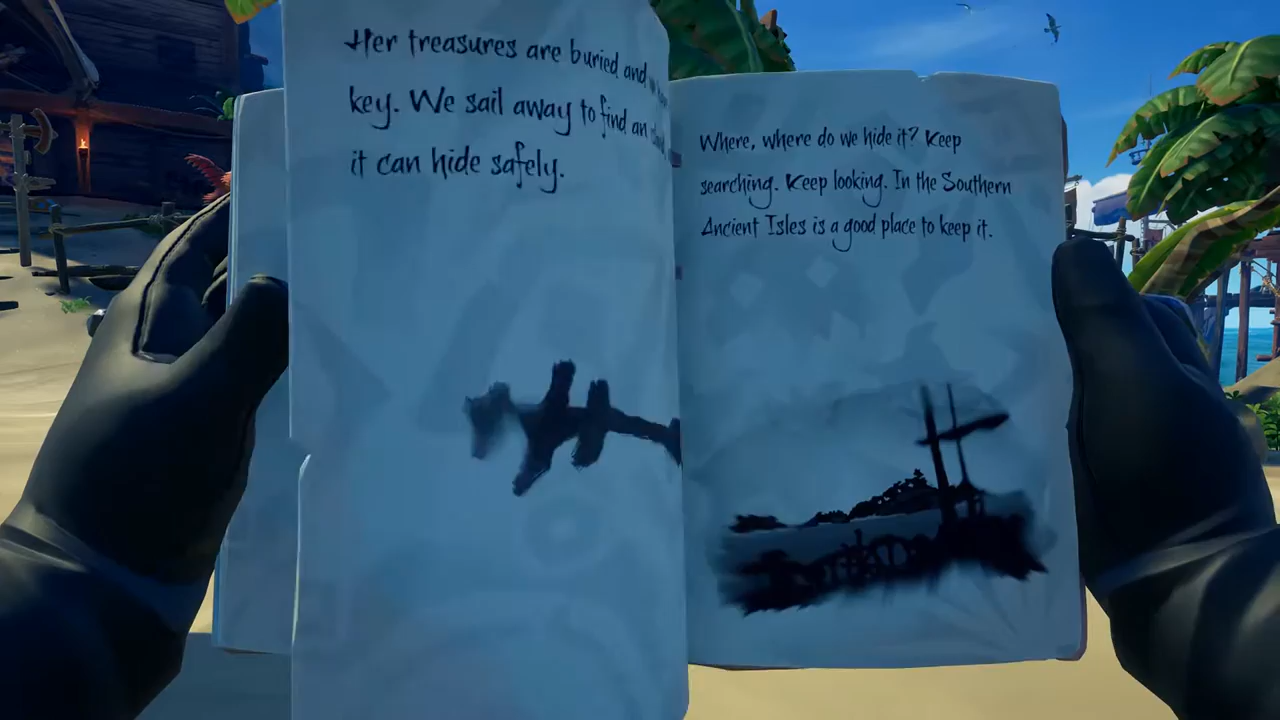 Her treasures are buried and
key. We sail away to find an
it can hide safely.
Where, where do we hide it? Keep
searching. Keep looking. In the Southern
Ancient Isles is a good place to keep it.